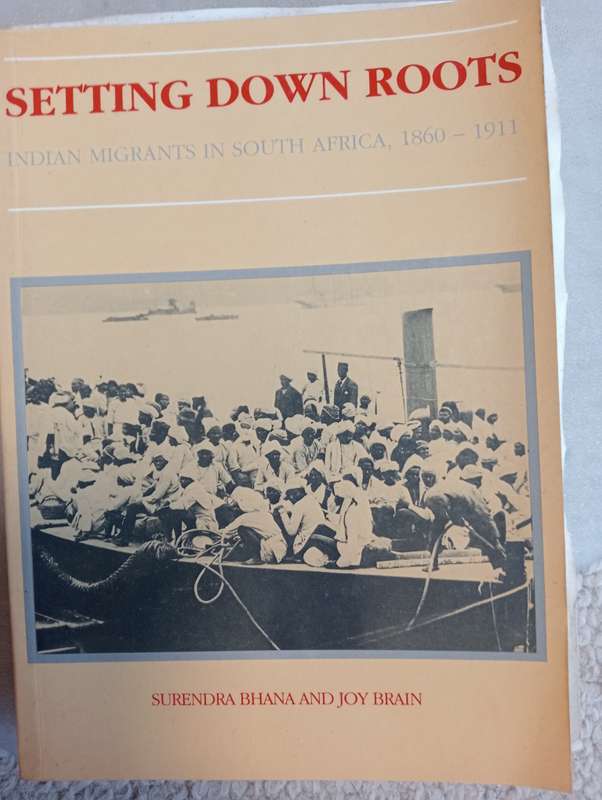 SETTING DOWN ROOTS
INDIAN MIGRANTS IN SOUTH AFRICA, 1860 – 1911
SURENDRA BHANA AND JOY BRAIN